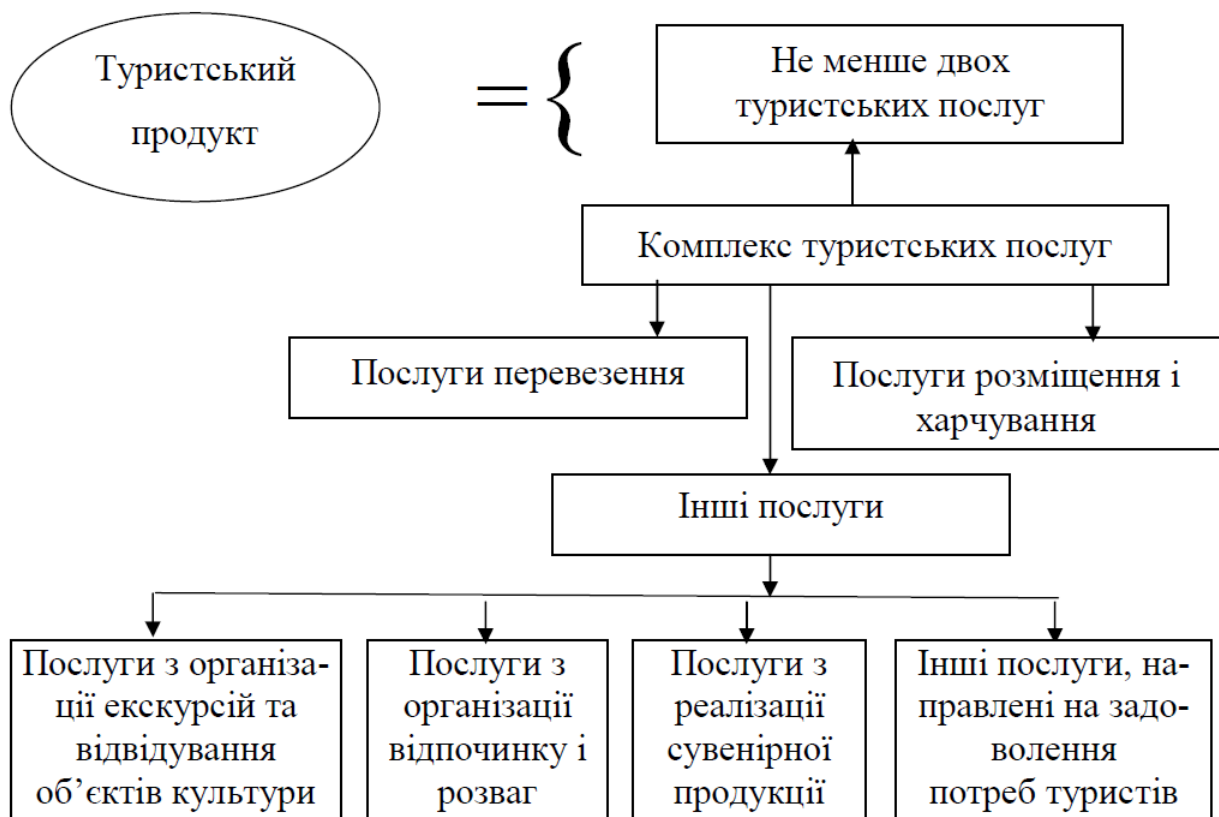 Туристський
продукт
= {
Не менше двох
туристських послуг
Комплекс туристських послуг
Послуги перевезення
Послуги розміщення і
харчування
Інші послуги
Послуги з організа-
ції екскурсій та
відвідування
об’єктів культури
Послуги з
організації
відпочинку і
розваг
Послуги з
реалізації
сувенірної
продукції
Інші послуги, на-
правлені на задо-
волення
потреб туристів